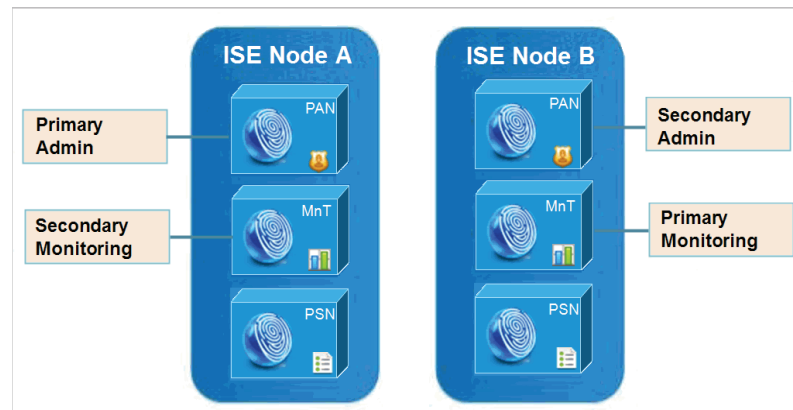 ISE Node A
PAN
Primary
Admin
MnT
Secondary
Monitoring
PSN
ISE Node B
PAN
Secondary
Admin
MnT
Primary
Monitoring
PSN